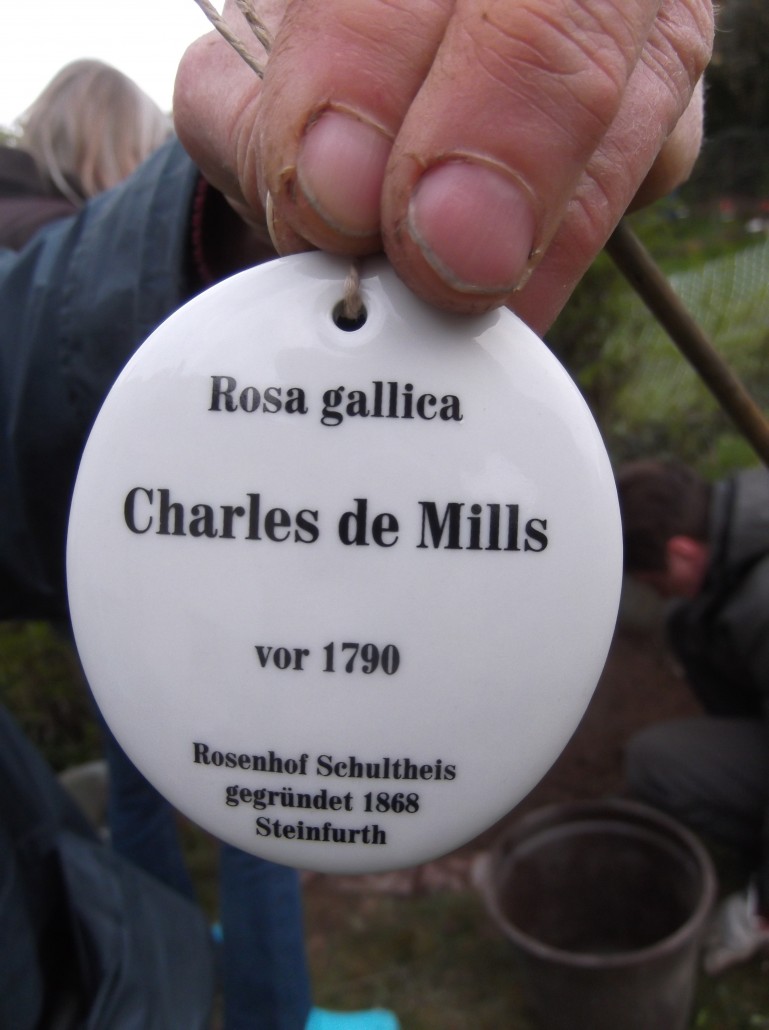 Rosa gallica
Charles de Mills
vor 1790
Rosenhof Schultheis
gegründet 1868
Steinfurth